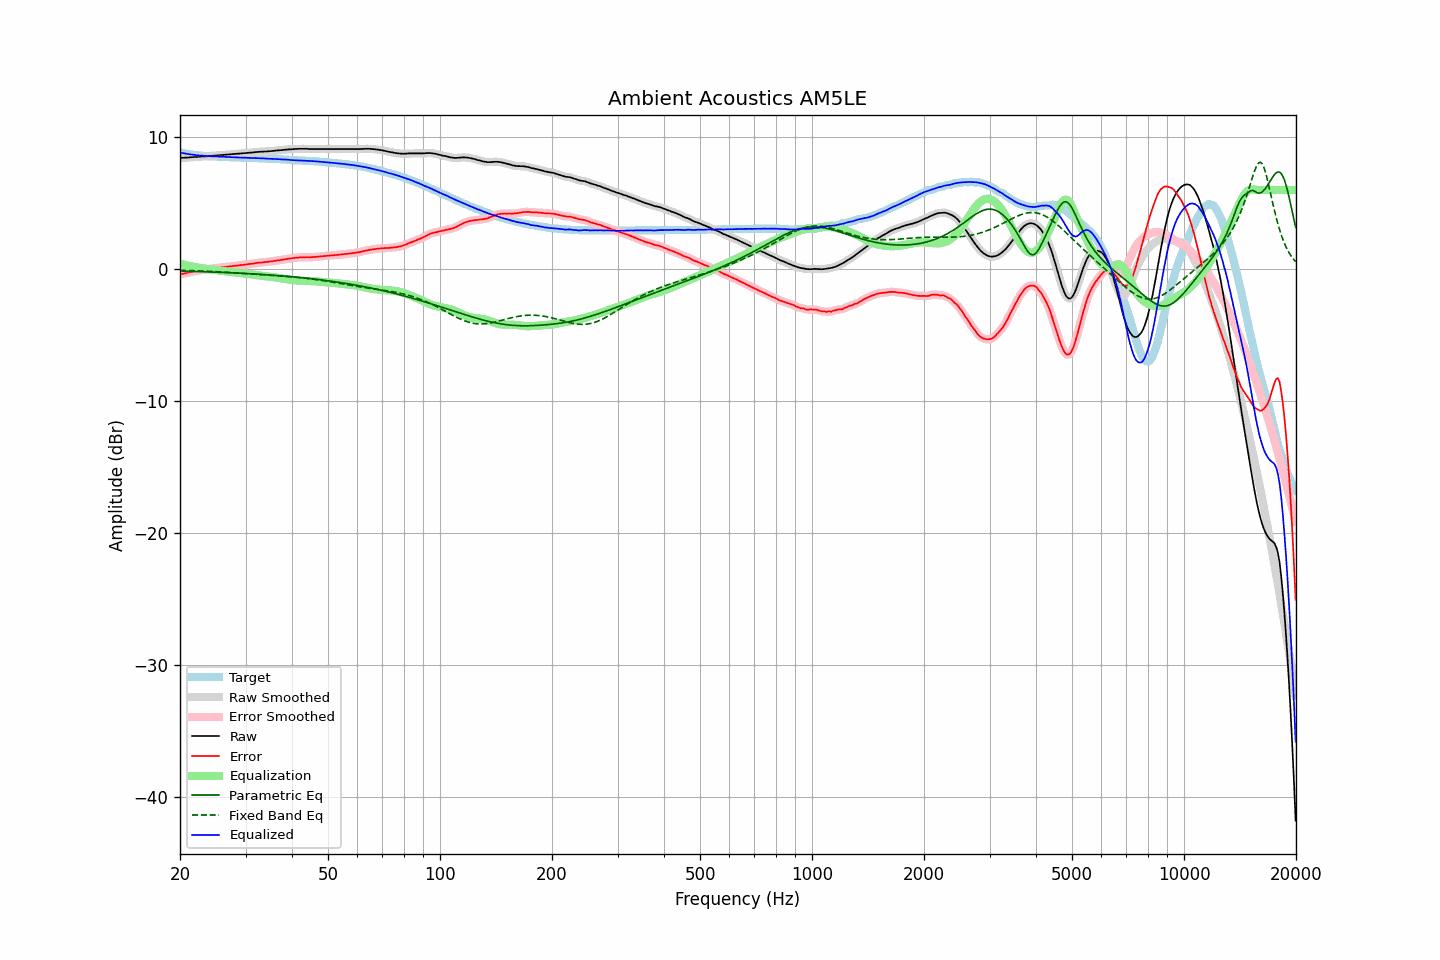 Ambient Acoustics AM5LE
Amplitude (dBr)
10
0
−10
−20
−30
−40
Target
Raw Smoothed
Error Smoothed
Raw
Error
Equalization
Parametric Eq
Fixed Band Eq
Equalized
20 50 100 200 500 1000 2000 5000 10000 20000
Frequency (Hz)